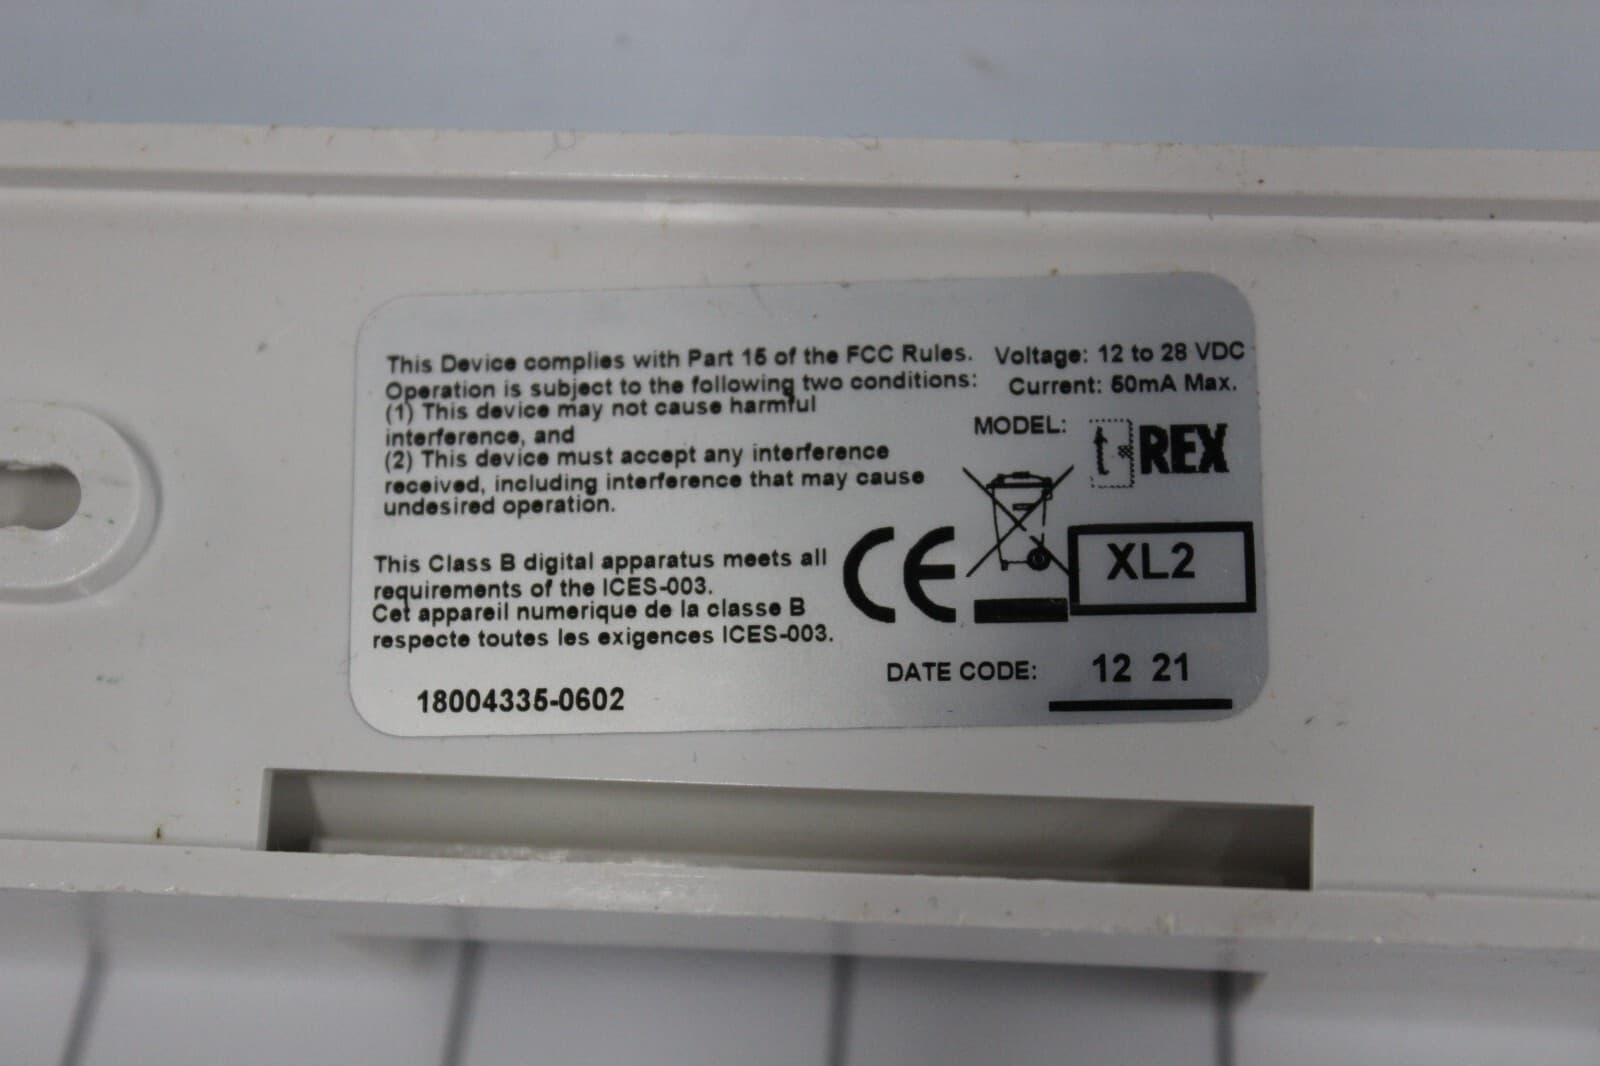 This Device complies with Part 15 of the FCC Rules.
Operation is subject to the following two conditions:
(1) This device may not cause harmful
interference, and
(2) This device must accept any interference
received, including interference that may cause
undesired operation.
This Class B digital apparatus meets all
requirements of the ICES-003.
Cet appareil numerique de la classe B
respecte toutes les exigences ICES-003.
18004335-0602
Voltage: 12 to 28 VDC
Current: 50mA Max.
MODEL: t-REX
CE
XL2
DATE CODE: 12 21